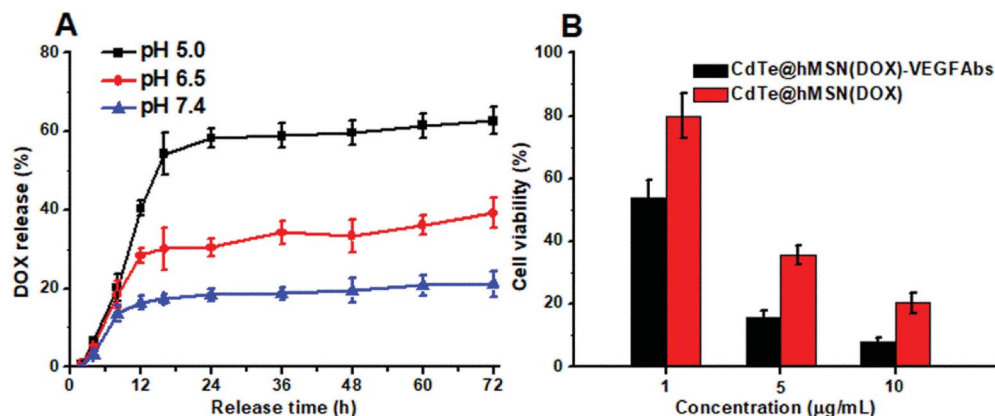 A
pH 5.0
pH 6.5
pH 7.4
DOX release (%)
80
60
40
20
0
0 12 24 36 48 60 72
Release time (h)
B
CdTe@hMSN(DOX)-VEGFAbs
CdTe@hMSN(DOX)
Cell viability (%)
100
80
60
40
20
0
1 5 10
Concentration (µg/mL)